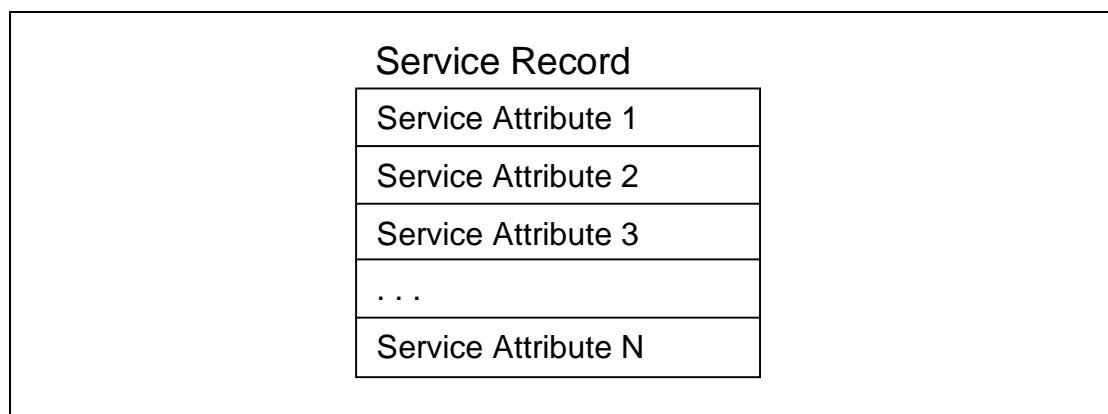 Service Record
Service Attribute 1
Service Attribute 2
Service Attribute 3
. . .
Service Attribute N